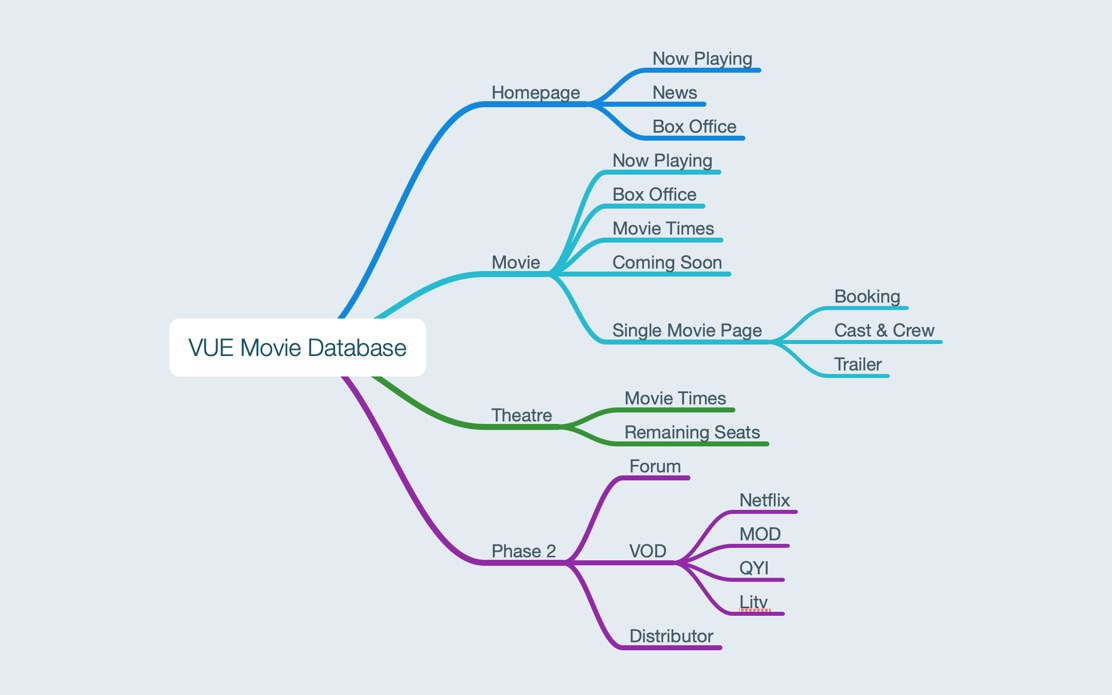 VUE Movie Database
Homepage
Now Playing
News
Box Office
Movie
Now Playing
Box Office
Movie Times
Coming Soon
Single Movie Page
Booking
Cast & Crew
Trailer
Theatre
Movie Times
Remaining Seats
Phase 2
Forum
VOD
Netflix
MOD
QYI
Litv
Distributor